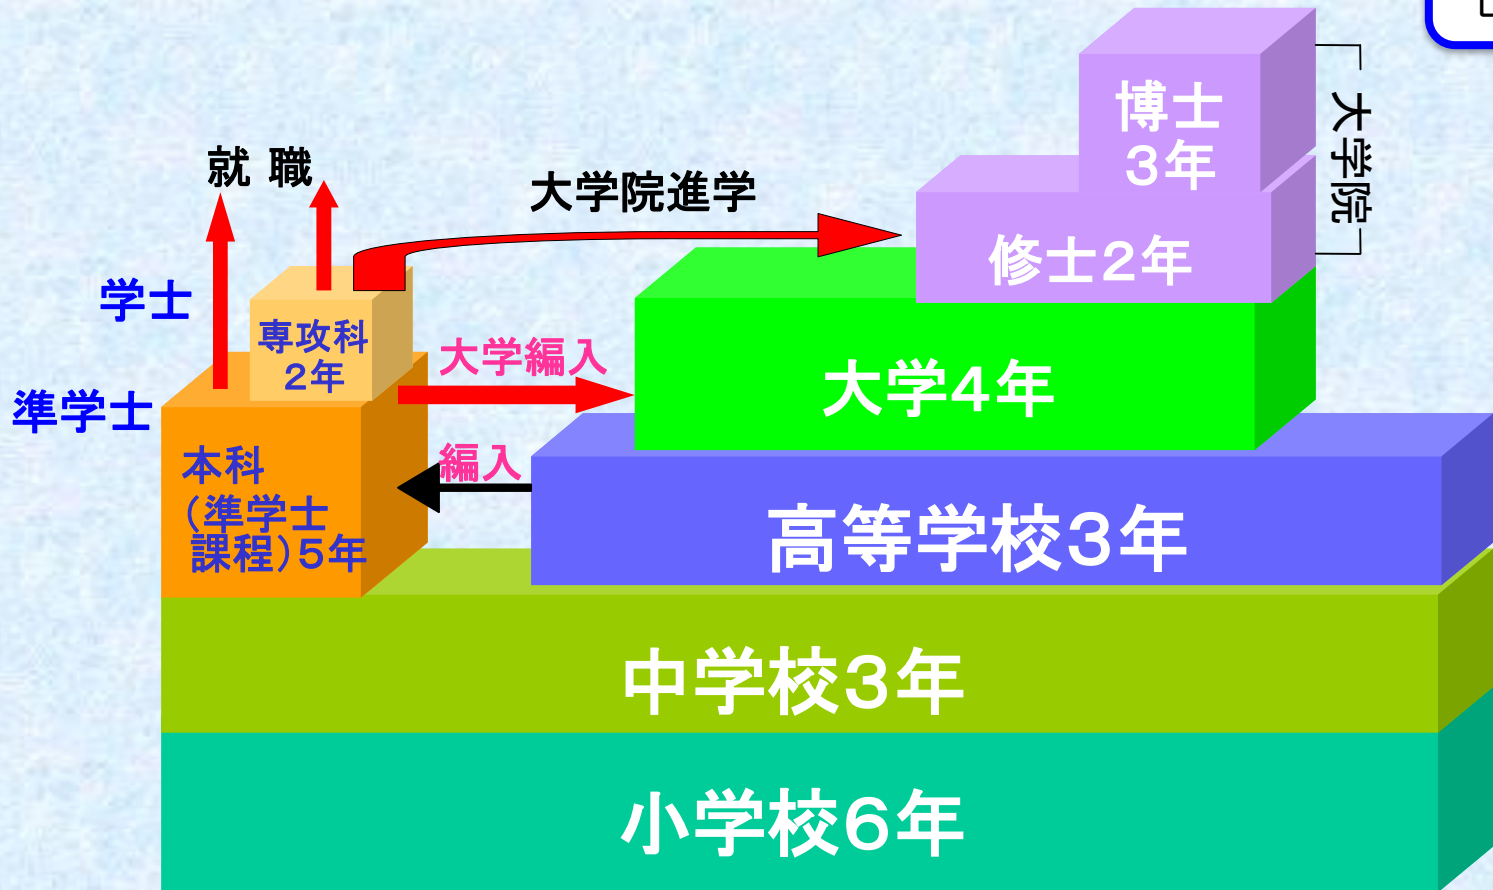 博士
３年
大学院
就 職
大学院進学
修士２年
学士
専攻科
２年
大学編入
大学４年
準学士
本科
（準学士
課程）５年
編入
高等学校３年
中学校３年
小学校６年